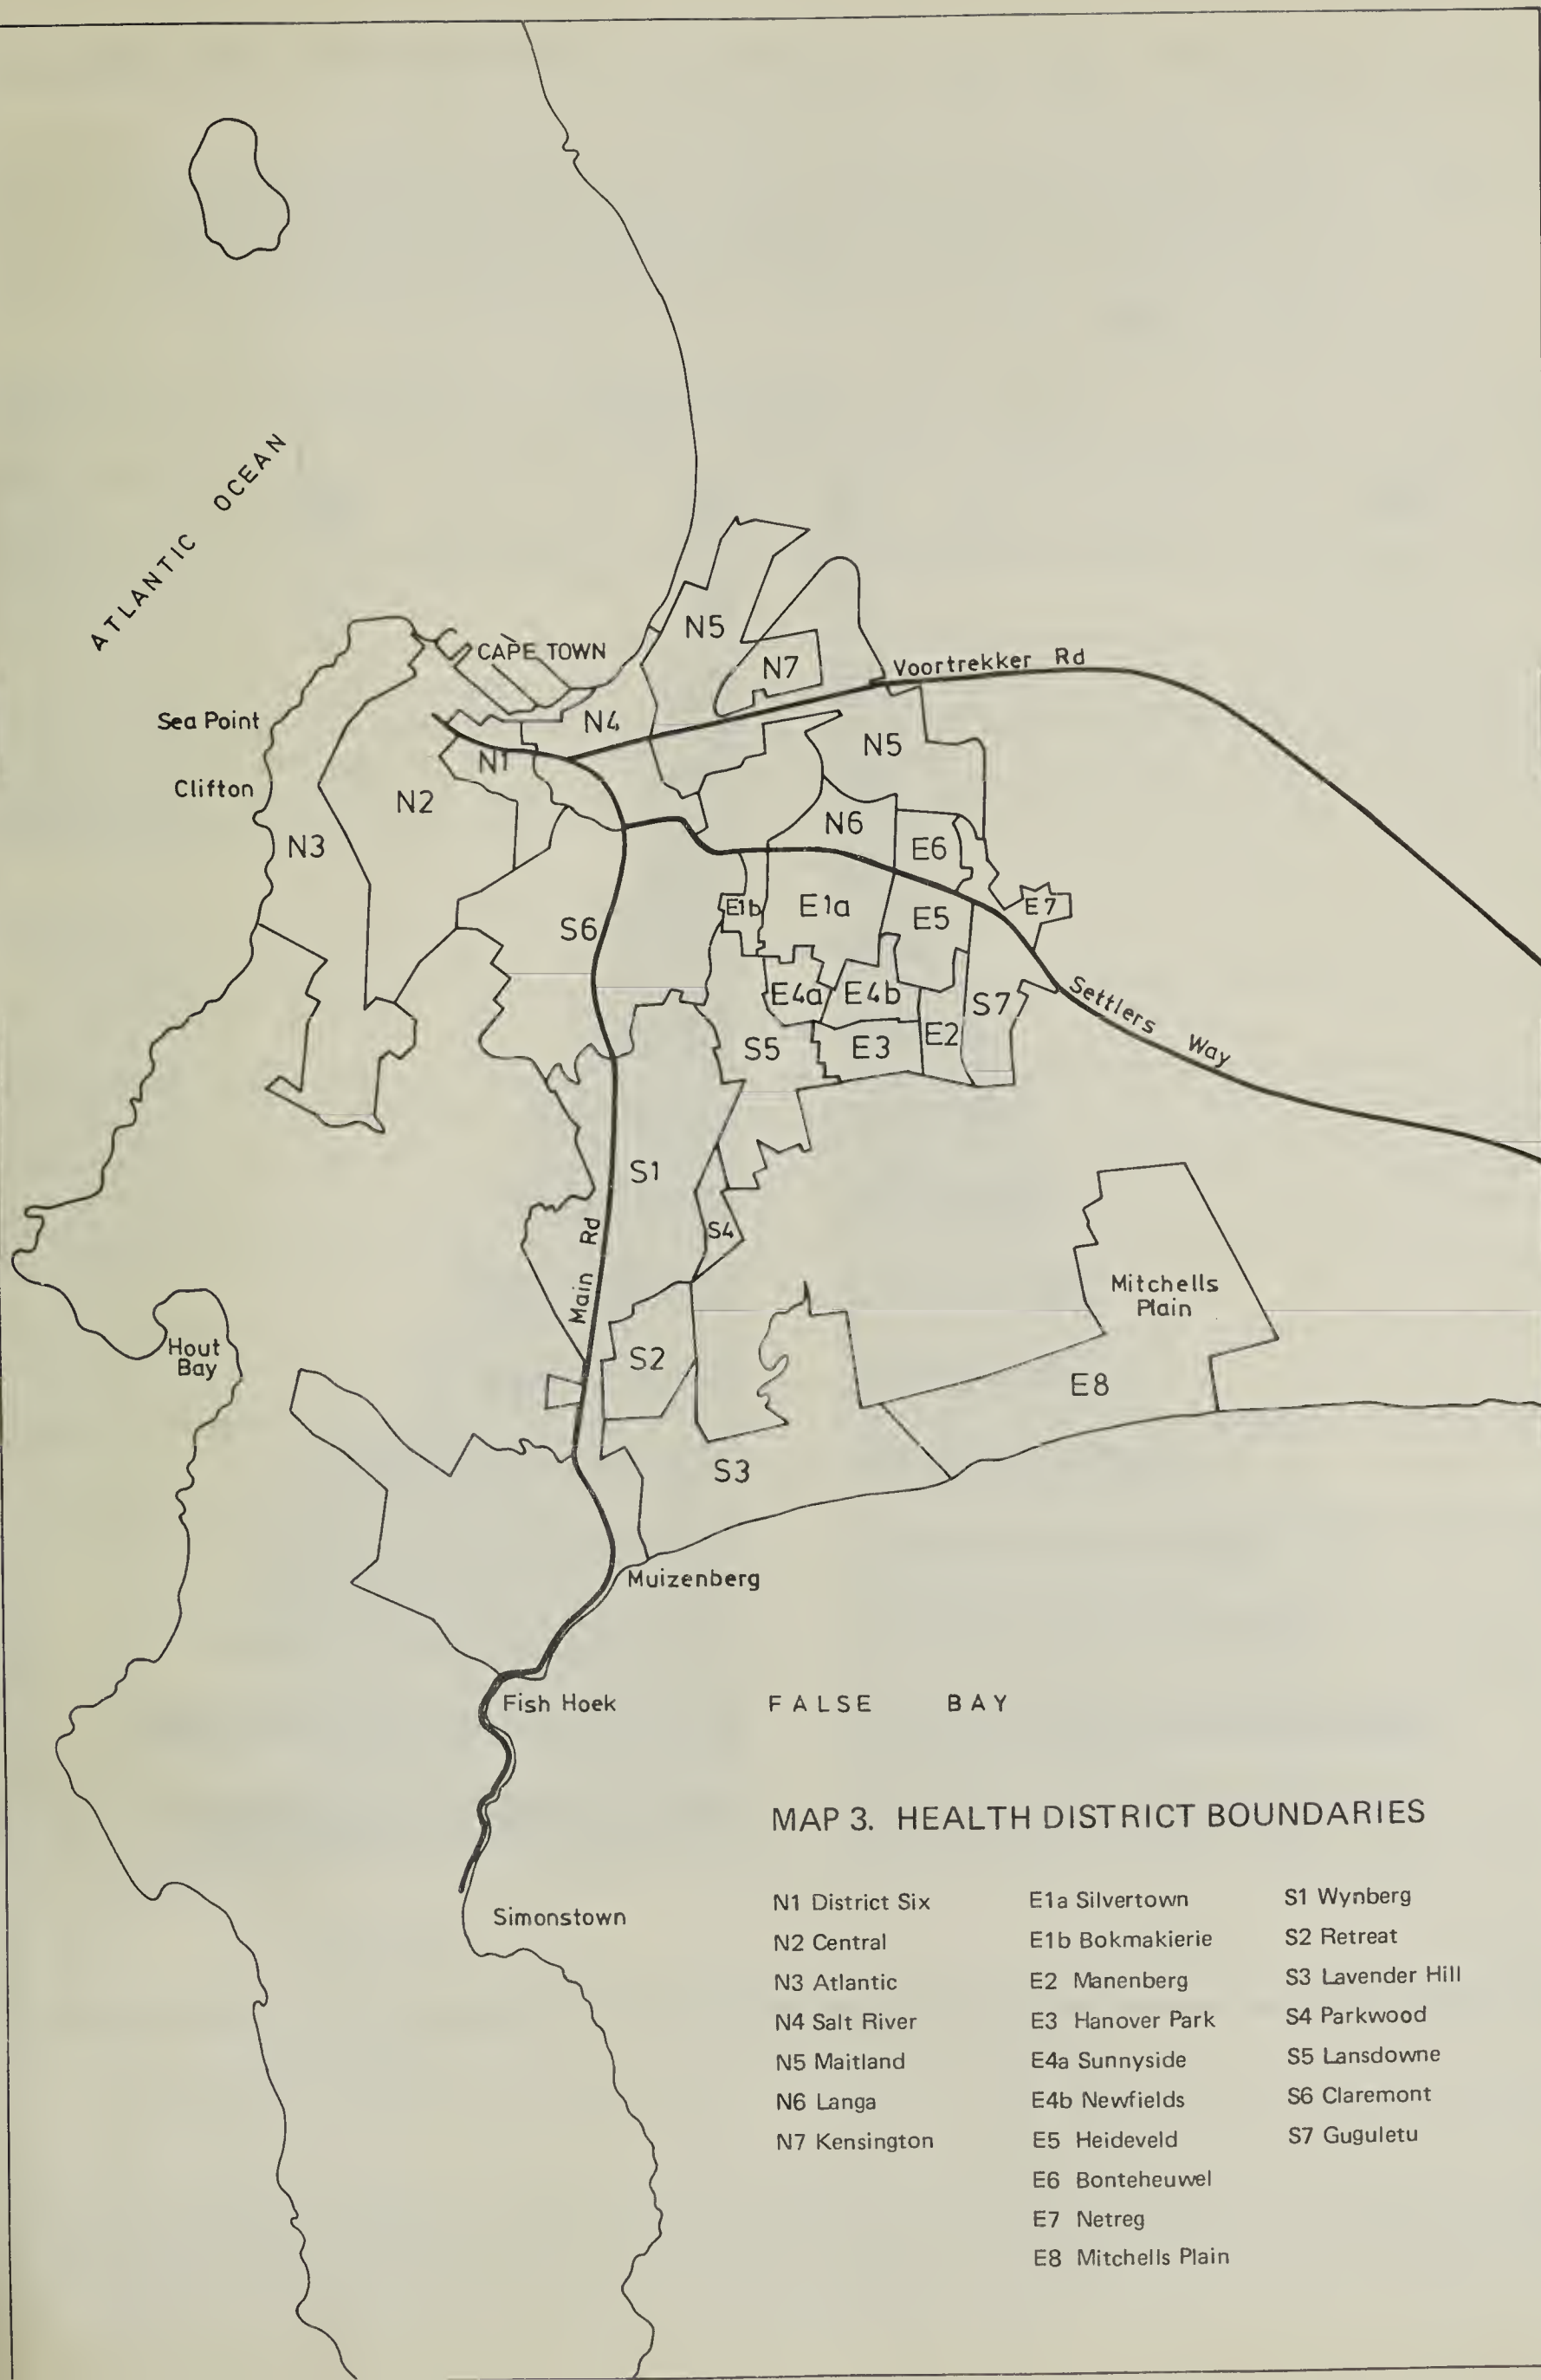 ATLANTIC OCEAN
CAPE TOWN
N5
N7
Voortrekker Rd
Sea Point
N4
N5
N1
Clifton
N2
N6
N3
E6
E1b
E1a
E7
E5
S6
E4a
E4b
S7
Settlers Way
E2
S5
E3
S1
S4
Main Rd
Mitchells
Plain
Hout
Bay
S2
E8
S3
Muizenberg
Fish Hoek
FALSE BAY
Simonstown
MAP 3. HEALTH DISTRICT BOUNDARIES
N1 District Six
N2 Central
N3 Atlantic
N4 Salt River
N5 Maitland
N6 Langa
N7 Kensington
E1a Silvertown
E1b Bokmakierie
E2 Manenberg
E3 Hanover Park
E4a Sunnyside
E4b Newfields
E5 Heideveld
E6 Bonteheuwel
E7 Netreg
E8 Mitchells Plain
S1 Wynberg
S2 Retreat
S3 Lavender Hill
S4 Parkwood
S5 Lansdowne
S6 Claremont
S7 Guguletu